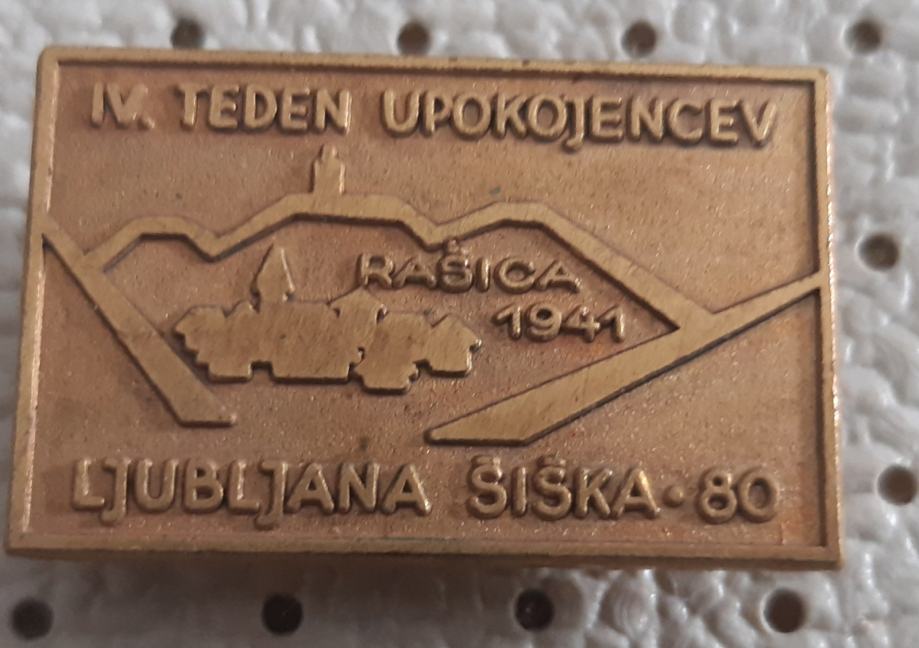 IV. TEDEN UPOKOJENCEV
RAŠICA
1941
LJUBLJANA ŠIŠKA • 80